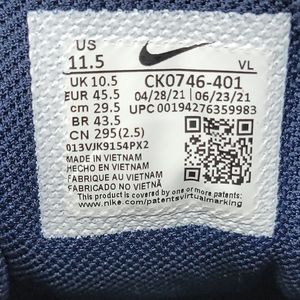 US
11.5
VL
UK 10.5
EUR 45.5
cm 29.5
BR 43.5
CN 295(2.5)
CK0746-401
04/28/21 06/23/21
UPC 00194276359983
013VJK9154PX2
MADE IN VIETNAM
HECHO EN VIETNAM
FABRIQUÉ AU VIETNAM
FABRICADO NO VIETNAM
This product is covered by one or more patents:
www.nike.com/patentsvirtualmarking